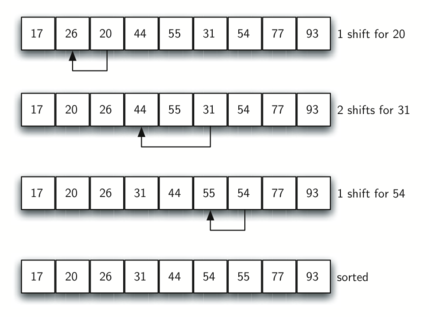 17 26 20 44 55 31 54 77 93 1 shift for 20
17 20 26 44 55 31 54 77 93 2 shifts for 31
17 20 26 31 44 55 54 77 93 1 shift for 54
17 20 26 31 44 54 55 77 93 sorted